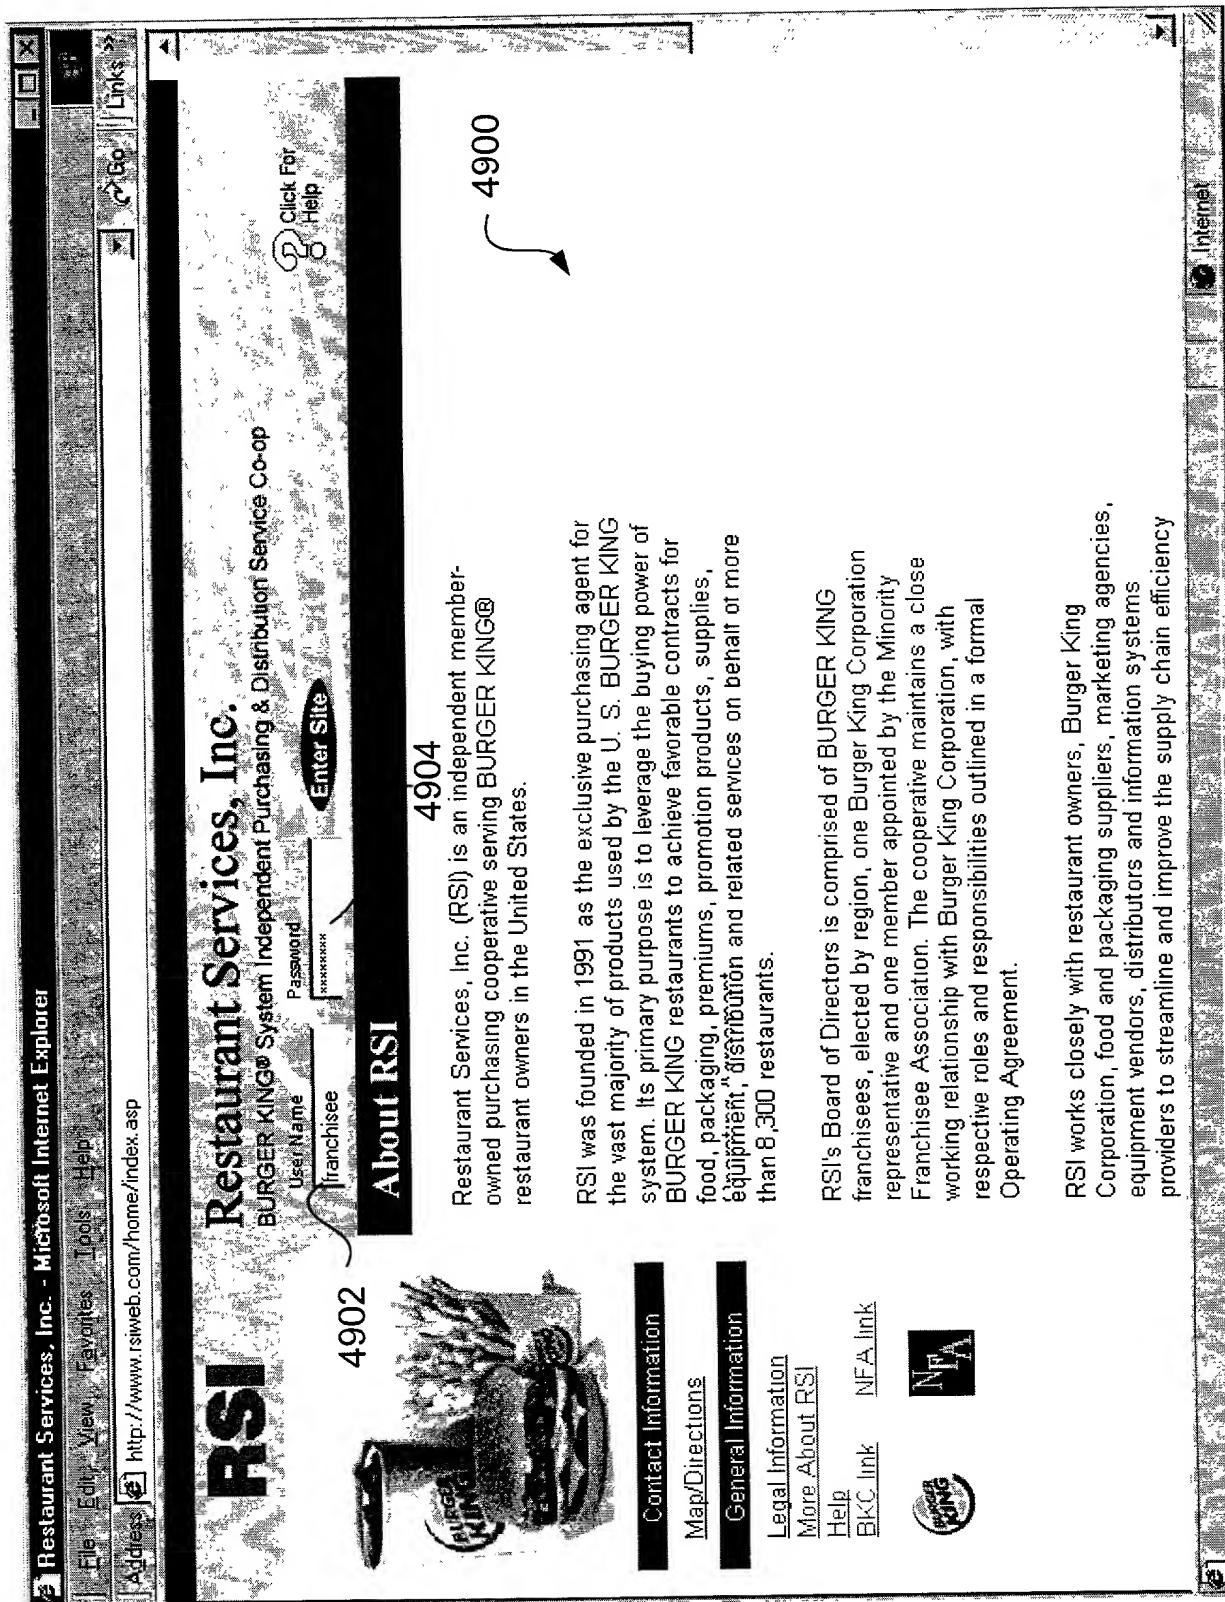 Restaurant Services, Inc. - Microsoft Internet Explorer
File Edit View Favorites Tools Help
Address http://www.rsiweb.com/home/index.asp Go Links »
RSI
Restaurant Services, Inc.
BURGER KING® System Independent Purchasing & Distribution Service Co-op
User Name Password
franchisee xxxxxxxx Enter Site Click For Help
4902
4904
About RSI
4900
BURGER KING
Contact Information
Map/Directions
General Information
Legal Information
More About RSI
Help
BKC link NFA link
BURGER KING NFA
Restaurant Services, Inc. (RSI) is an independent member-
owned purchasing cooperative serving BURGER KING®
restaurant owners in the United States.
RSI was founded in 1991 as the exclusive purchasing agent for
the vast majority of products used by the U. S. BURGER KING
system. Its primary purpose is to leverage the buying power of
BURGER KING restaurants to achieve favorable contracts for
food, packaging, premiums, promotion products, supplies,
equipment, distribution and related services on behalf of more
than 8,300 restaurants.
RSI's Board of Directors is comprised of BURGER KING
franchisees, elected by region, one Burger King Corporation
representative and one member appointed by the Minority
Franchisee Association. The cooperative maintains a close
working relationship with Burger King Corporation, with
respective roles and responsibilities outlined in a formal
Operating Agreement.
RSI works closely with restaurant owners, Burger King
Corporation, food and packaging suppliers, marketing agencies,
equipment vendors, distributors and information systems
providers to streamline and improve the supply chain efficiency
Internet